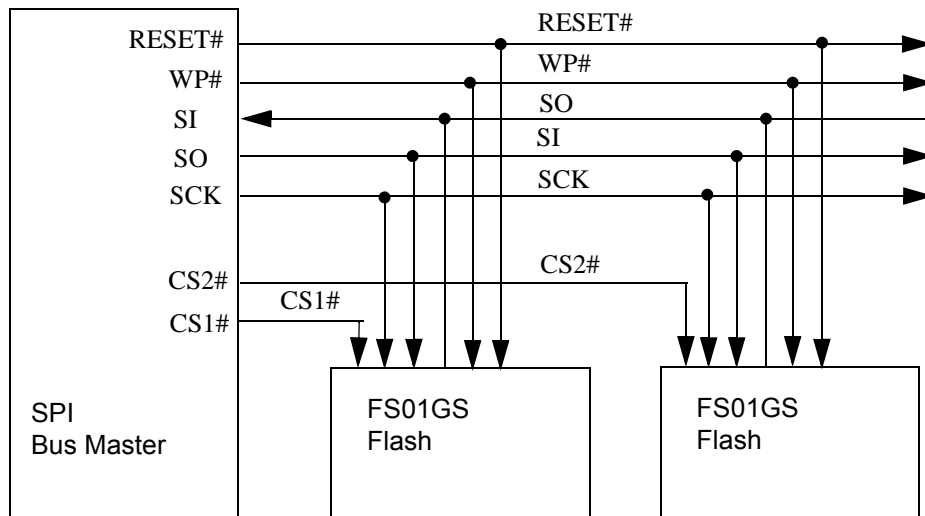 RESET#
RESET#
WP#
WP#
SI
SO
SO
SI
SCK
SCK
CS2#
CS2#
CS1#
CS1#
SPI
Bus Master
FS01GS
Flash
FS01GS
Flash